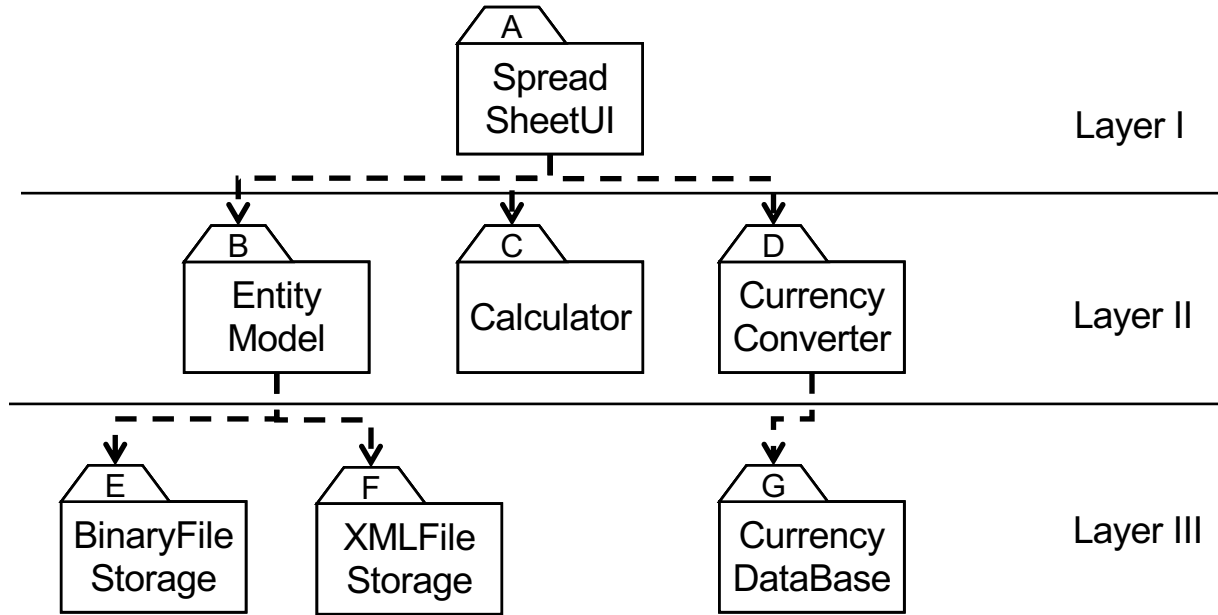 A
Spread
SheetUI
Layer I
B
Entity
Model
C
Calculator
D
Currency
Converter
Layer II
E
BinaryFile
Storage
F
XMLFile
Storage
G
Currency
DataBase
Layer III